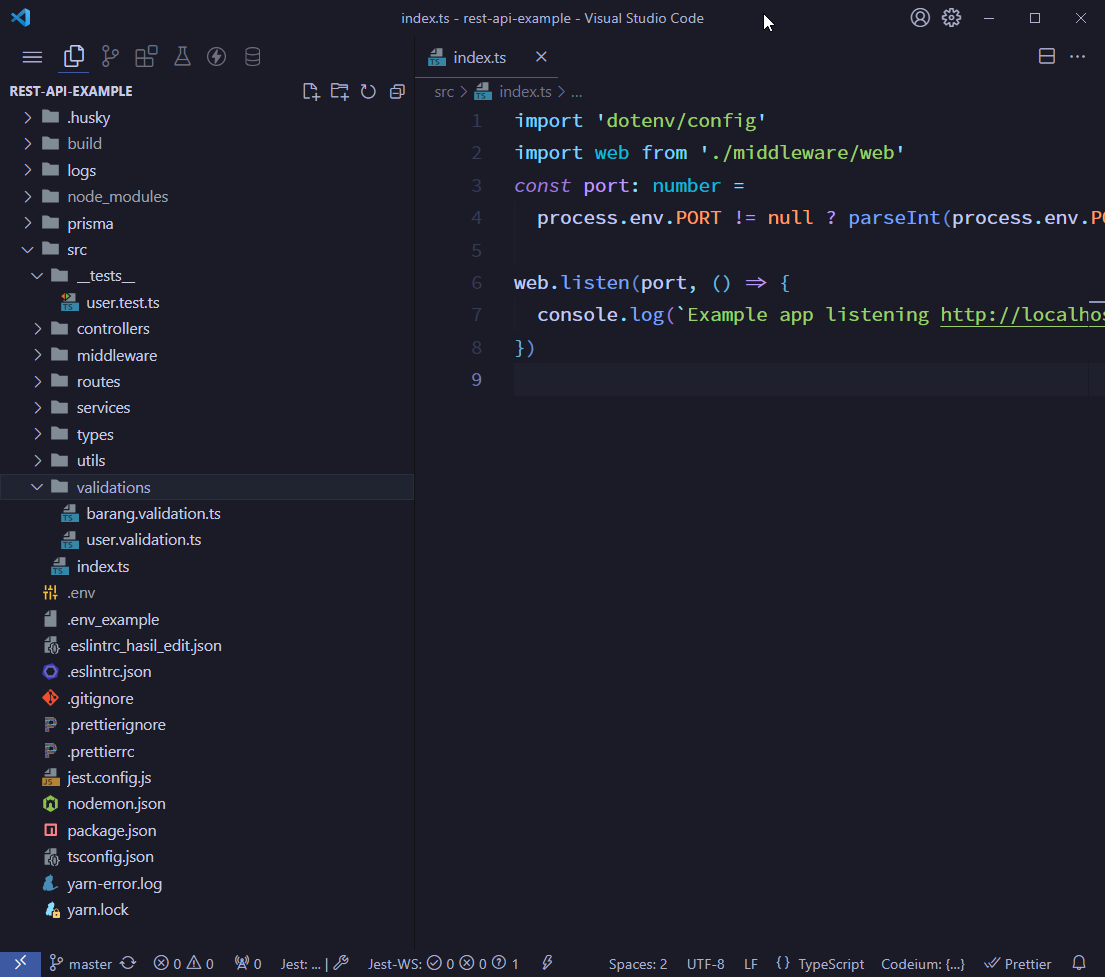 index.ts - rest-api-example - Visual Studio Code
index.ts
REST-API-EXAMPLE
src > index.ts > ...
.husky
build
logs
node_modules
prisma
src
__tests__
user.test.ts
controllers
middleware
routes
services
types
utils
validations
barang.validation.ts
user.validation.ts
index.ts
.env
.env_example
.eslintrc_hasil_edit.json
.eslintrc.json
.gitignore
.prettierignore
.prettierrc
jest.config.js
nodemon.json
package.json
tsconfig.json
yarn-error.log
yarn.lock
1 import 'dotenv/config'
2 import web from './middleware/web'
3 const port: number =
4 process.env.PORT != null ? parseInt(process.env.PO
5
6 web.listen(port, () => {
7 console.log(`Example app listening http://localhos
8 })
9
master 0 0 0 Jest: ... | Jest-WS: 0 0 1 Spaces: 2 UTF-8 LF {} TypeScript Codeium: {...} Prettier